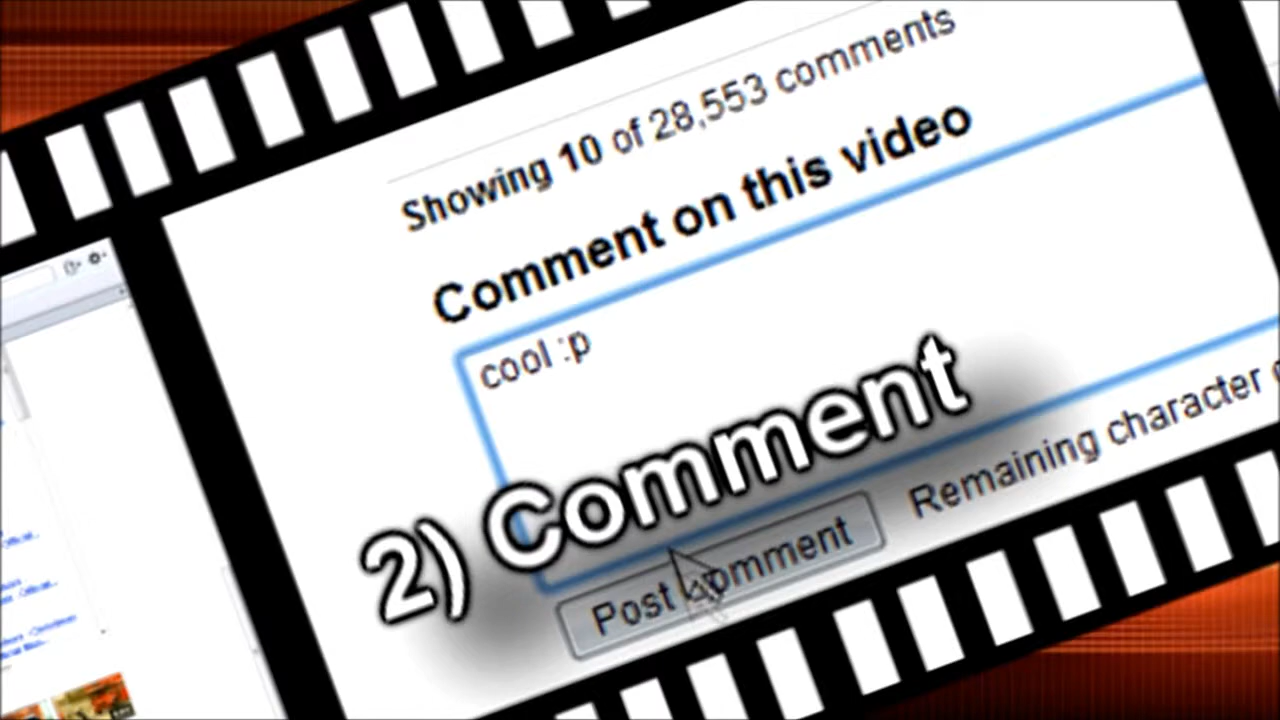 Showing 10 of 28,553 comments
Comment on this video
cool :p
2) Comment
Post Comment
Remaining character